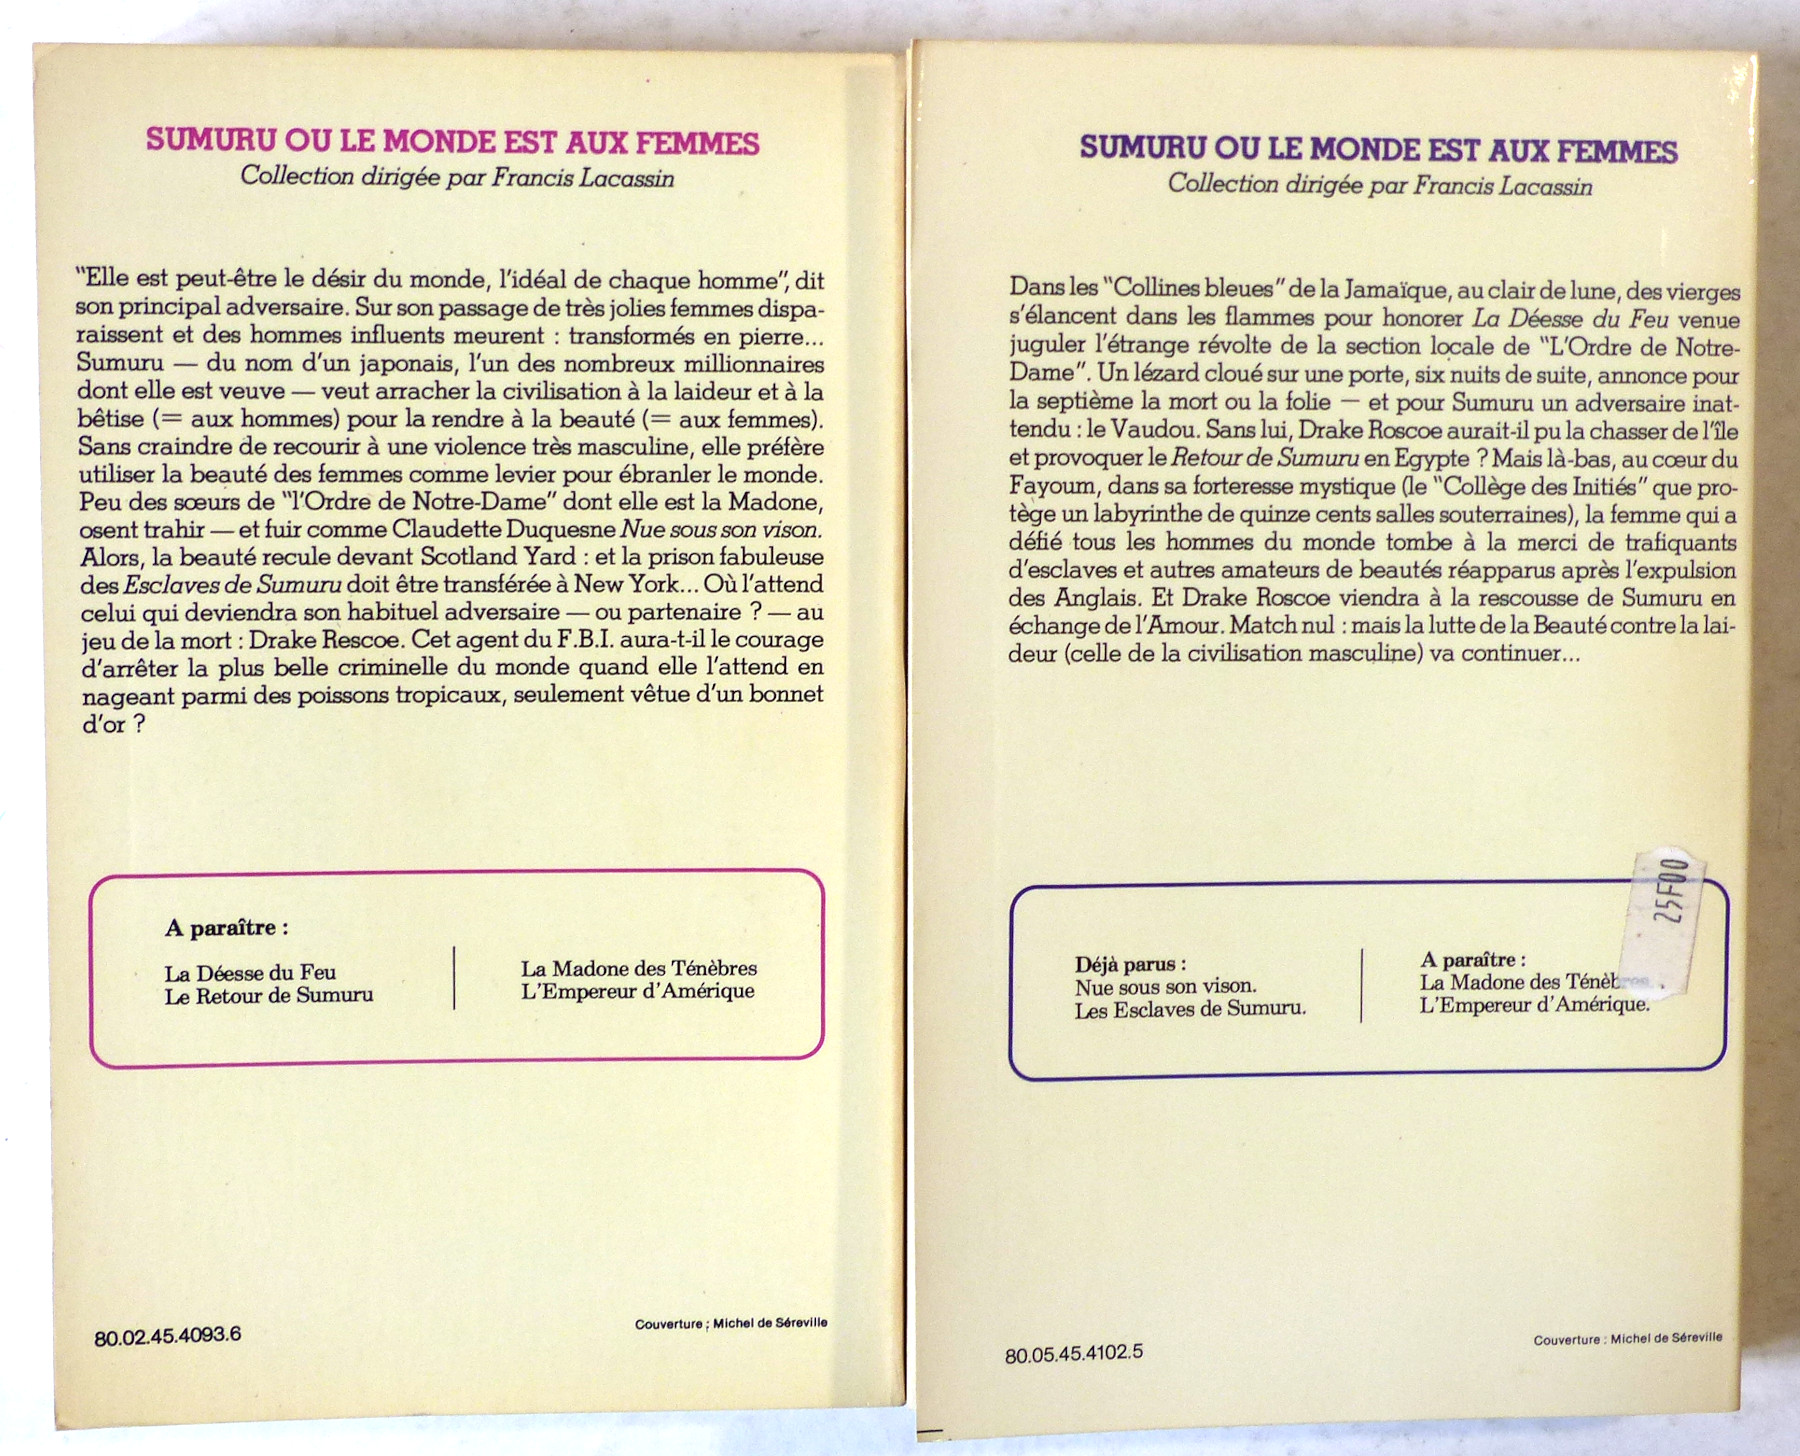 SUMURU OU LE MONDE EST AUX FEMMES
Collection dirigée par Francis Lacassin
"Elle est peut-être le désir du monde, l'idéal de chaque homme", dit
son principal adversaire. Sur son passage de très jolies femmes dispa-
raissent et des hommes influents meurent : transformés en pierre...
Sumuru — du nom d'un japonais, l'un des nombreux millionnaires
dont elle est veuve — veut arracher la civilisation à la laideur et à la
bêtise (= aux hommes) pour la rendre à la beauté (= aux femmes).
Sans craindre de recourir à une violence très masculine, elle préfère
utiliser la beauté des femmes comme levier pour ébranler le monde.
Peu des sœurs de "l'Ordre de Notre-Dame" dont elle est la Madone,
osent trahir — et fuir comme Claudette Duquesne Nue sous son vison.
Alors, la beauté recule devant Scotland Yard : et la prison fabuleuse
des Esclaves de Sumuru doit être transférée à New York... Où l'attend
celui qui deviendra son habituel adversaire — ou partenaire ? — au
jeu de la mort : Drake Rescoe. Cet agent du F.B.I. aura-t-il le courage
d'arrêter la plus belle criminelle du monde quand elle l'attend en
nageant parmi des poissons tropicaux, seulement vêtue d'un bonnet
d'or ?
A paraître :
La Déesse du Feu
Le Retour de Sumuru
La Madone des Ténèbres
L'Empereur d'Amérique
80.02.45.4093.6
Couverture : Michel de Séreville
SUMURU OU LE MONDE EST AUX FEMMES
Collection dirigée par Francis Lacassin
Dans les "Collines bleues" de la Jamaïque, au clair de lune, des vierges
s'élancent dans les flammes pour honorer La Déesse du Feu venue
juguler l'étrange révolte de la section locale de "L'Ordre de Notre-
Dame". Un lézard cloué sur une porte, six nuits de suite, annonce pour
la septième la mort ou la folie — et pour Sumuru un adversaire inat-
tendu : le Vaudou. Sans lui, Drake Roscoe aurait-il pu la chasser de l'île
et provoquer le Retour de Sumuru en Egypte ? Mais là-bas, au cœur du
Fayoum, dans sa forteresse mystique (le "Collège des Initiés" que pro-
tège un labyrinthe de quinze cents salles souterraines), la femme qui a
défié tous les hommes du monde tombe à la merci de trafiquants
d'esclaves et autres amateurs de beautés réapparus après l'expulsion
des Anglais. Et Drake Roscoe viendra à la rescousse de Sumuru en
échange de l'Amour. Match nul : mais la lutte de la Beauté contre la lai-
deur (celle de la civilisation masculine) va continuer...
25F00
Déjà parus :
Nue sous son vison.
Les Esclaves de Sumuru.
A paraître :
La Madone des Ténèbres.
L'Empereur d'Amérique.
80.05.45.4102.5
Couverture : Michel de Séreville